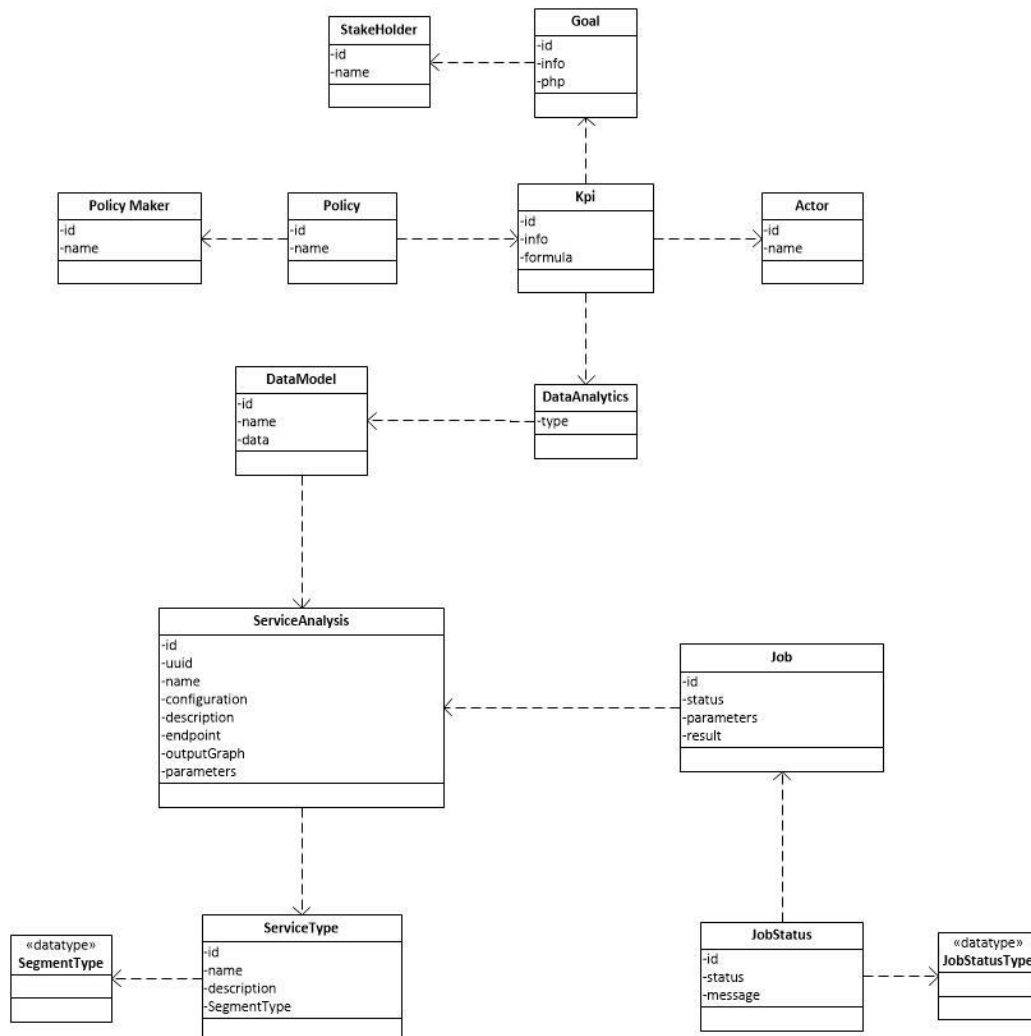 StakeHolder
-id
-name
Goal
-id
-info
-php
Policy Maker
-id
-name
Policy
-id
-name
Kpi
-id
-info
-formula
Actor
-id
-name
DataModel
-id
-name
-data
DataAnalytics
-type
ServiceAnalysis
-id
-uuid
-name
-configuration
-description
-endpoint
-outputGraph
-parameters
Job
-id
-status
-parameters
-result
«datatype»
SegmentType
ServiceType
-id
-name
-description
-SegmentType
JobStatus
-id
-status
-message
«datatype»
JobStatusType